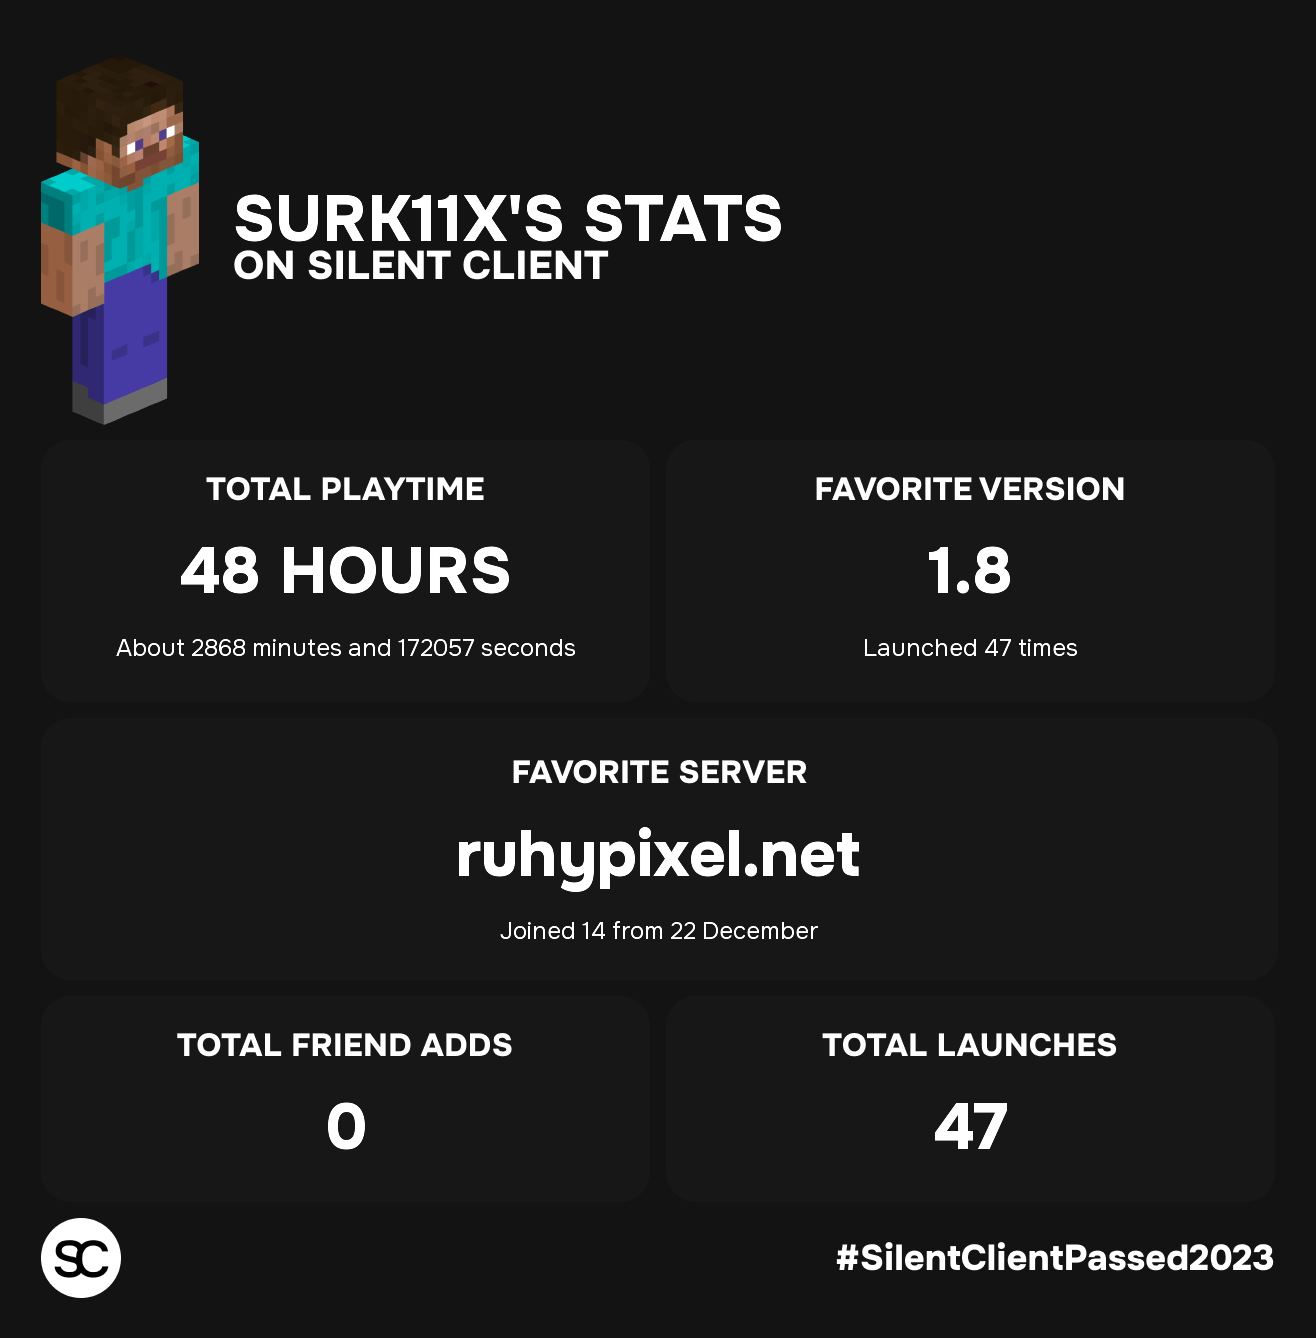 SURK11X'S STATS
ON SILENT CLIENT
TOTAL PLAYTIME
48 HOURS
About 2868 minutes and 172057 seconds
FAVORITE VERSION
1.8
Launched 47 times
FAVORITE SERVER
ruhypixel.net
Joined 14 from 22 December
TOTAL FRIEND ADDS
0
TOTAL LAUNCHES
47
SC
#SilentClientPassed2023